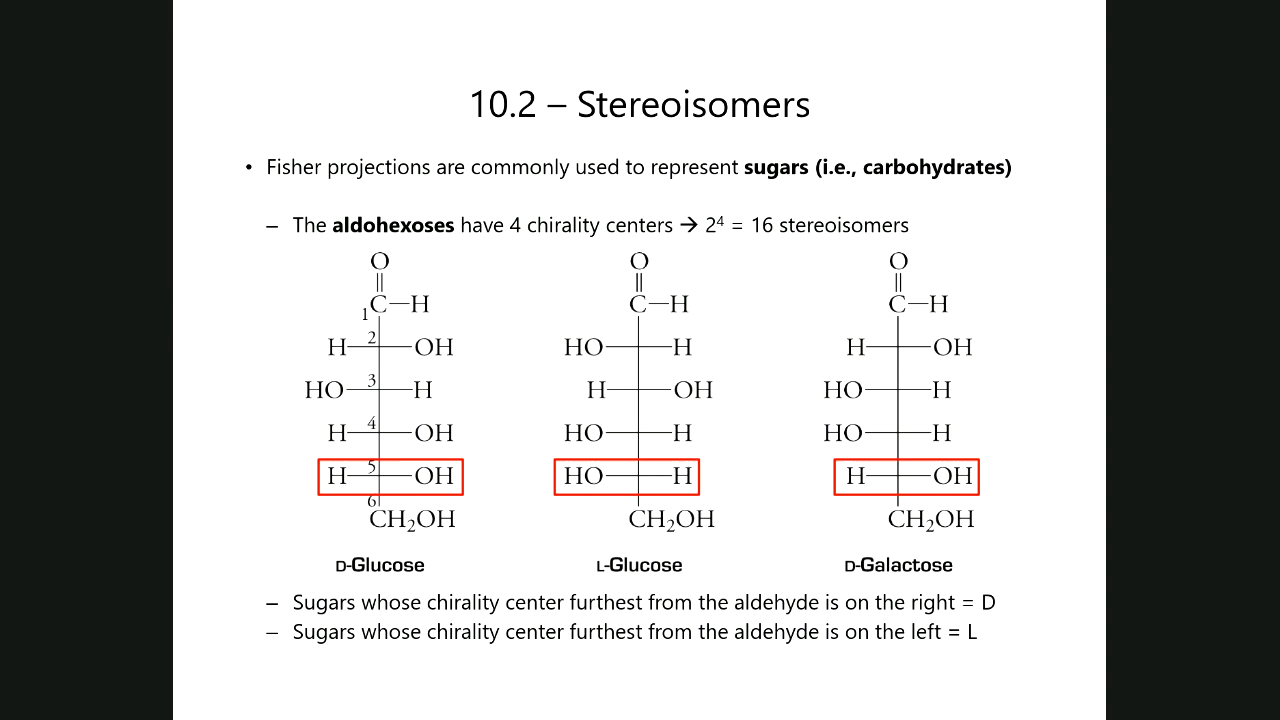 10.2 – Stereoisomers
• Fisher projections are commonly used to represent sugars (i.e., carbohydrates)
– The aldohexoses have 4 chirality centers → 2⁴ = 16 stereoisomers
O O O
1 C—H C—H C—H
H 2 OH HO H H OH
HO 3 H H OH HO H
H 4 OH HO H HO H
H 5 OH HO H H OH
6
CH₂OH CH₂OH CH₂OH
D-Glucose L-Glucose D-Galactose
– Sugars whose chirality center furthest from the aldehyde is on the right = D
– Sugars whose chirality center furthest from the aldehyde is on the left = L